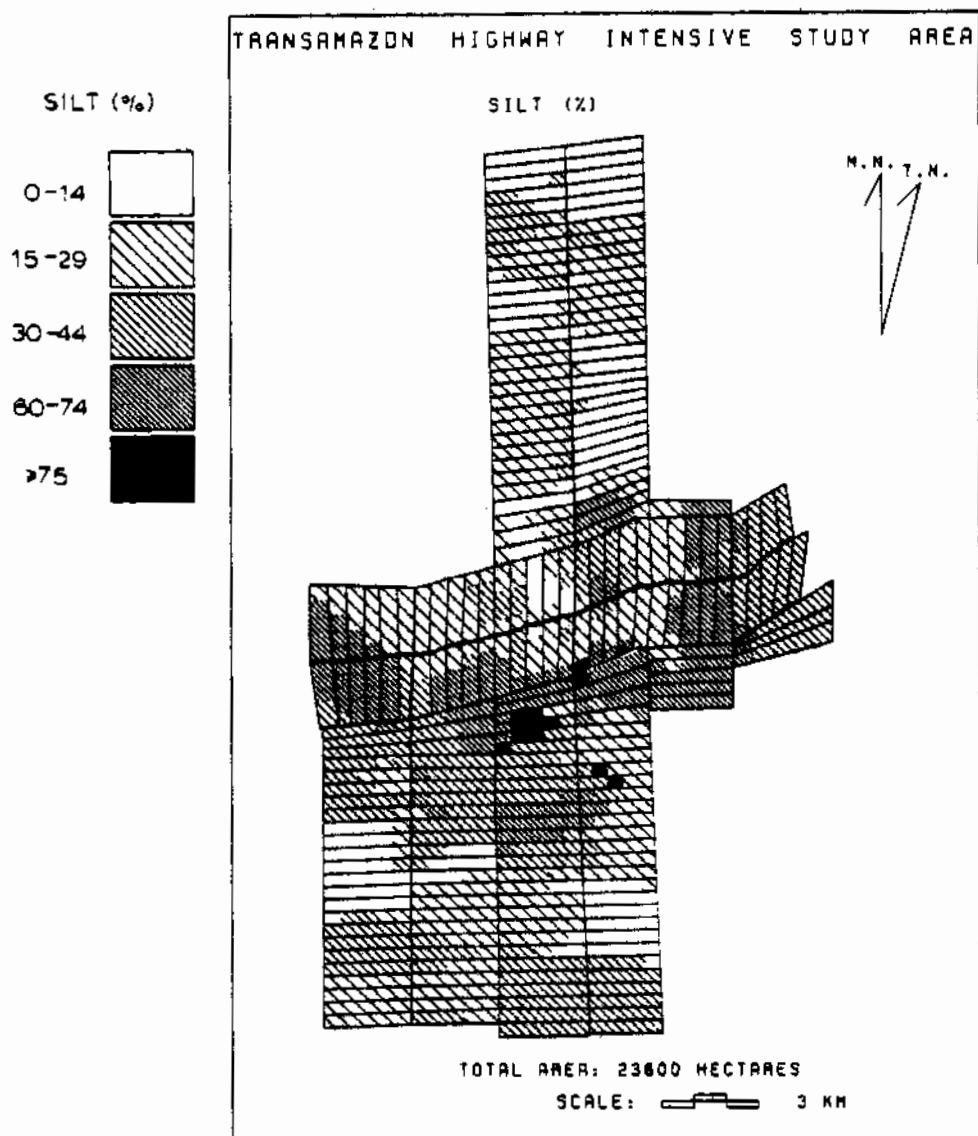 TRANSAMAZON HIGHWAY INTENSIVE STUDY AREA
SILT (%)
0-14
15-29
30-44
60-74
≥75
SILT (%)
M.N. T.N.
TOTAL AREA: 23600 HECTARES
SCALE: 3 KM